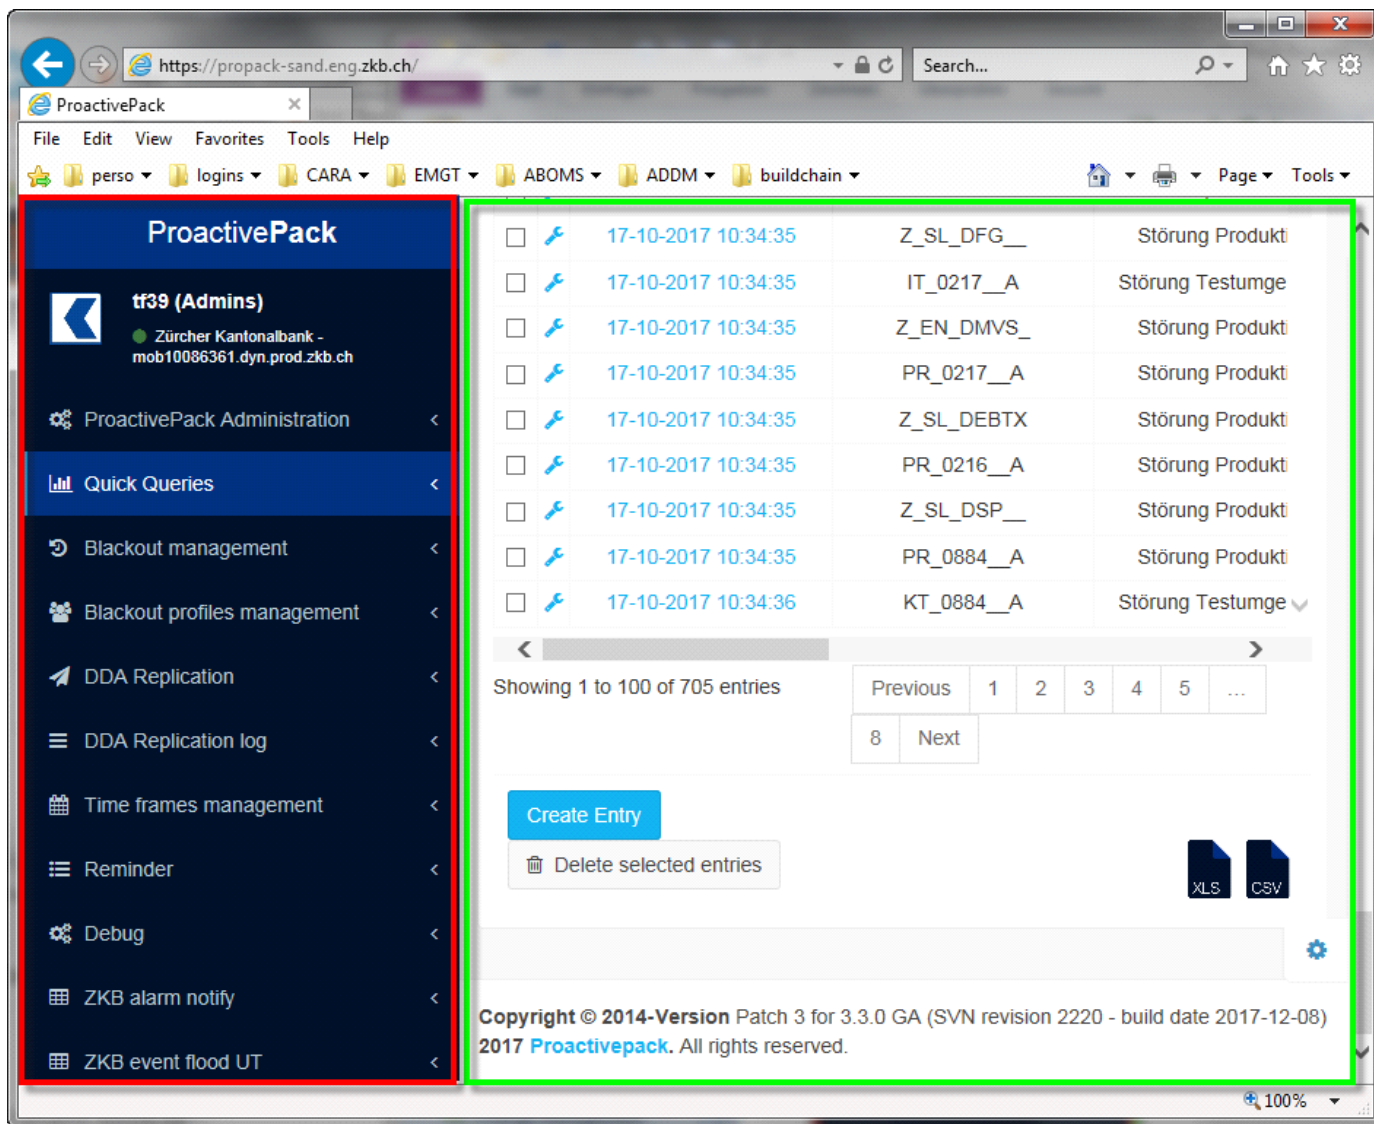 https://propack-sand.eng.zkb.ch/
Search...
ProactivePack
File Edit View Favorites Tools Help
perso logins CARA EMGT ABOMS ADDM buildchain Page Tools
ProactivePack
tf39 (Admins)
Zürcher Kantonalbank -
mob10086361.dyn.prod.zkb.ch
ProactivePack Administration
Quick Queries
Blackout management
Blackout profiles management
DDA Replication
DDA Replication log
Time frames management
Reminder
Debug
ZKB alarm notify
ZKB event flood UT
17-10-2017 10:34:35 Z_SL_DFG__ Störung Produkti
17-10-2017 10:34:35 IT_0217__A Störung Testumge
17-10-2017 10:34:35 Z_EN_DMVS_ Störung Produkti
17-10-2017 10:34:35 PR_0217__A Störung Produkti
17-10-2017 10:34:35 Z_SL_DEBTX Störung Produkti
17-10-2017 10:34:35 PR_0216__A Störung Produkti
17-10-2017 10:34:35 Z_SL_DSP__ Störung Produkti
17-10-2017 10:34:35 PR_0884__A Störung Produkti
17-10-2017 10:34:36 KT_0884__A Störung Testumge
Showing 1 to 100 of 705 entries
Previous 1 2 3 4 5 ...
8 Next
Create Entry
Delete selected entries
XLS CSV
Copyright © 2014-Version Patch 3 for 3.3.0 GA (SVN revision 2220 - build date 2017-12-08)
2017 Proactivepack. All rights reserved.
100%